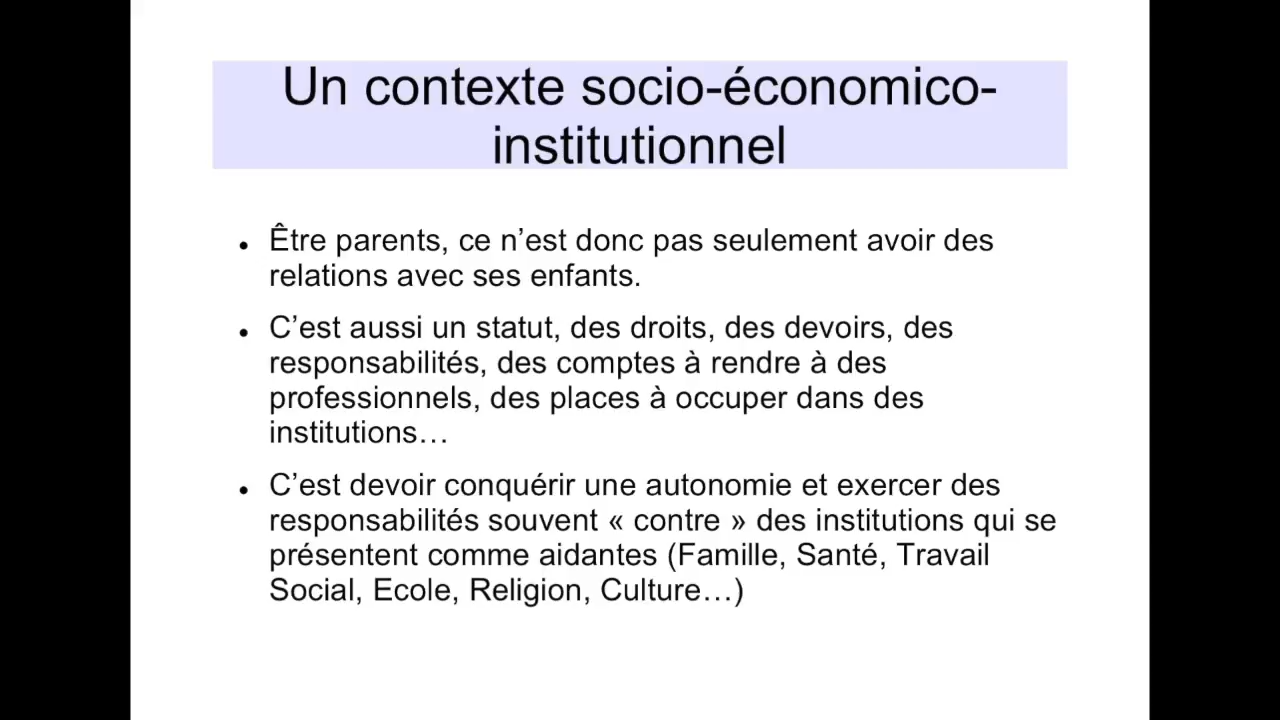 Un contexte socio-économico-
institutionnel
• Être parents, ce n’est donc pas seulement avoir des
relations avec ses enfants.
• C’est aussi un statut, des droits, des devoirs, des
responsabilités, des comptes à rendre à des
professionnels, des places à occuper dans des
institutions…
• C’est devoir conquérir une autonomie et exercer des
responsabilités souvent « contre » des institutions qui se
présentent comme aidantes (Famille, Santé, Travail
Social, Ecole, Religion, Culture…)